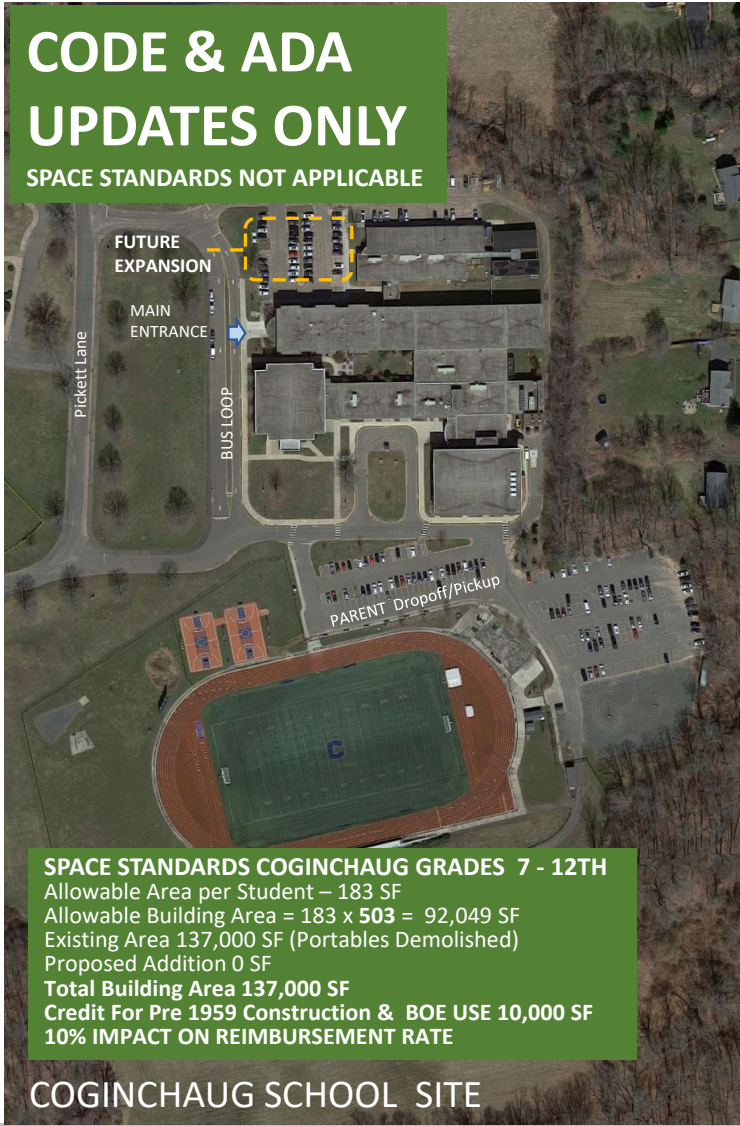 CODE & ADA
UPDATES ONLY
SPACE STANDARDS NOT APPLICABLE
FUTURE
EXPANSION
MAIN
ENTRANCE
Pickett Lane
BUS LOOP
PARENT Dropoff/Pickup
C
SPACE STANDARDS COGINCHAUG GRADES 7 - 12TH
Allowable Area per Student – 183 SF
Allowable Building Area = 183 x 503 = 92,049 SF
Existing Area 137,000 SF (Portables Demolished)
Proposed Addition 0 SF
Total Building Area 137,000 SF
Credit For Pre 1959 Construction & BOE USE 10,000 SF
10% IMPACT ON REIMBURSEMENT RATE
COGINCHAUG SCHOOL SITE